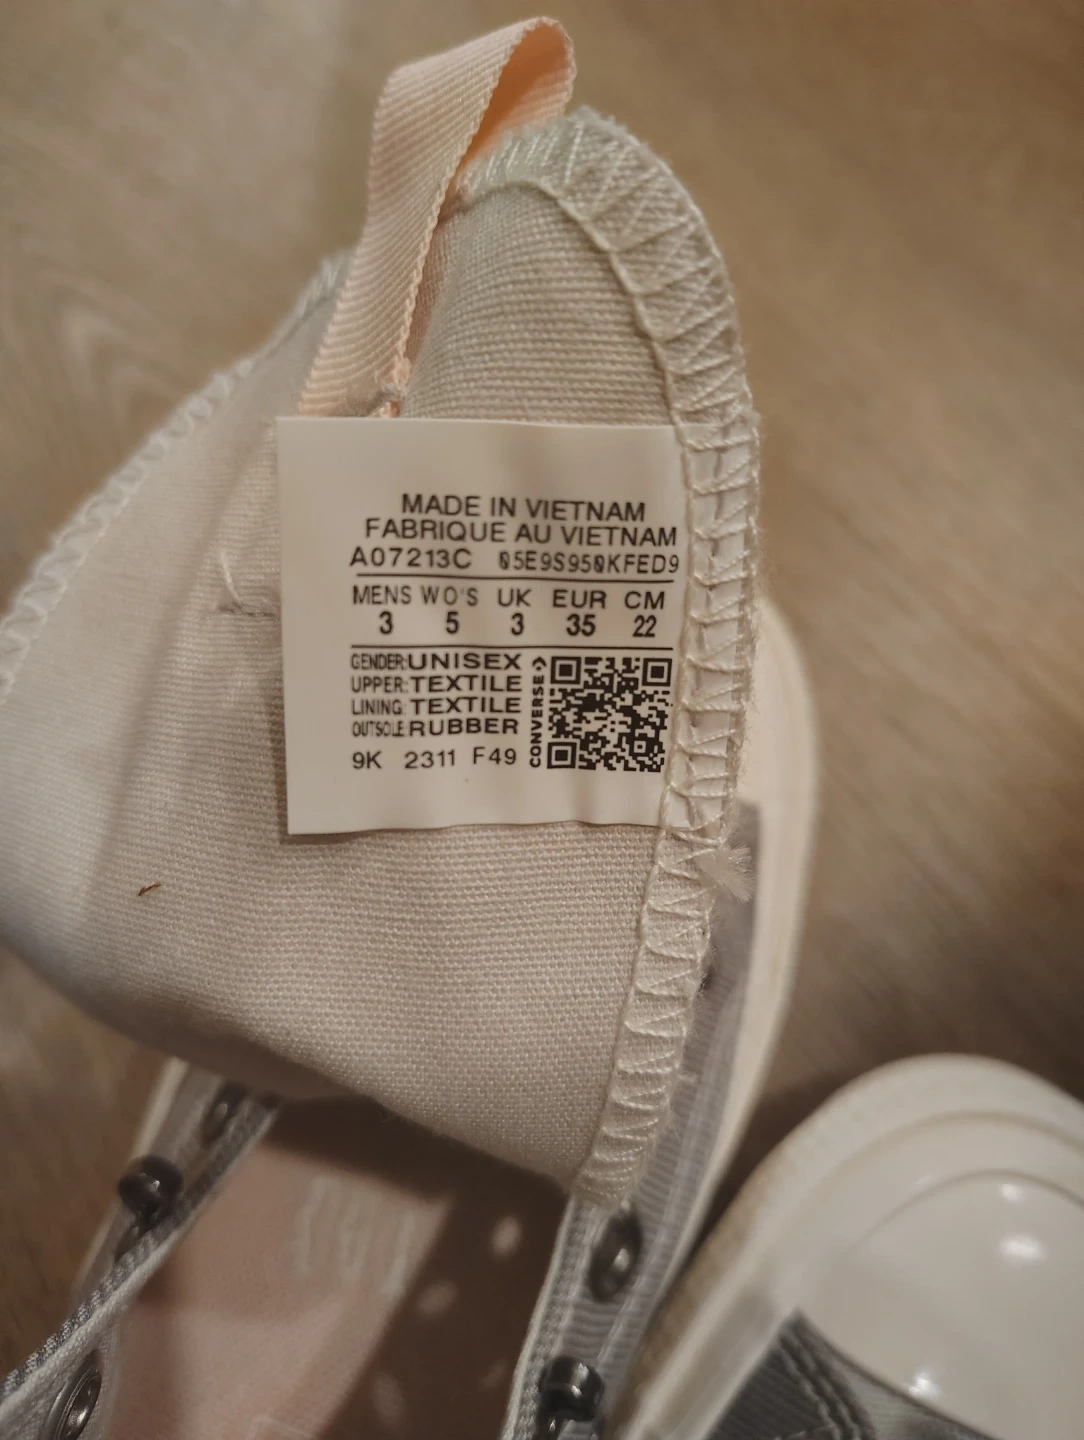 MADE IN VIETNAM
FABRIQUE AU VIETNAM
A07213C 05E9S950KFED9
MENS WO'S UK EUR CM
3 5 3 35 22
GENDER:UNISEX
UPPER:TEXTILE
LINING:TEXTILE
OUTSOLE:RUBBER
9K 2311 F49
CONVERSE